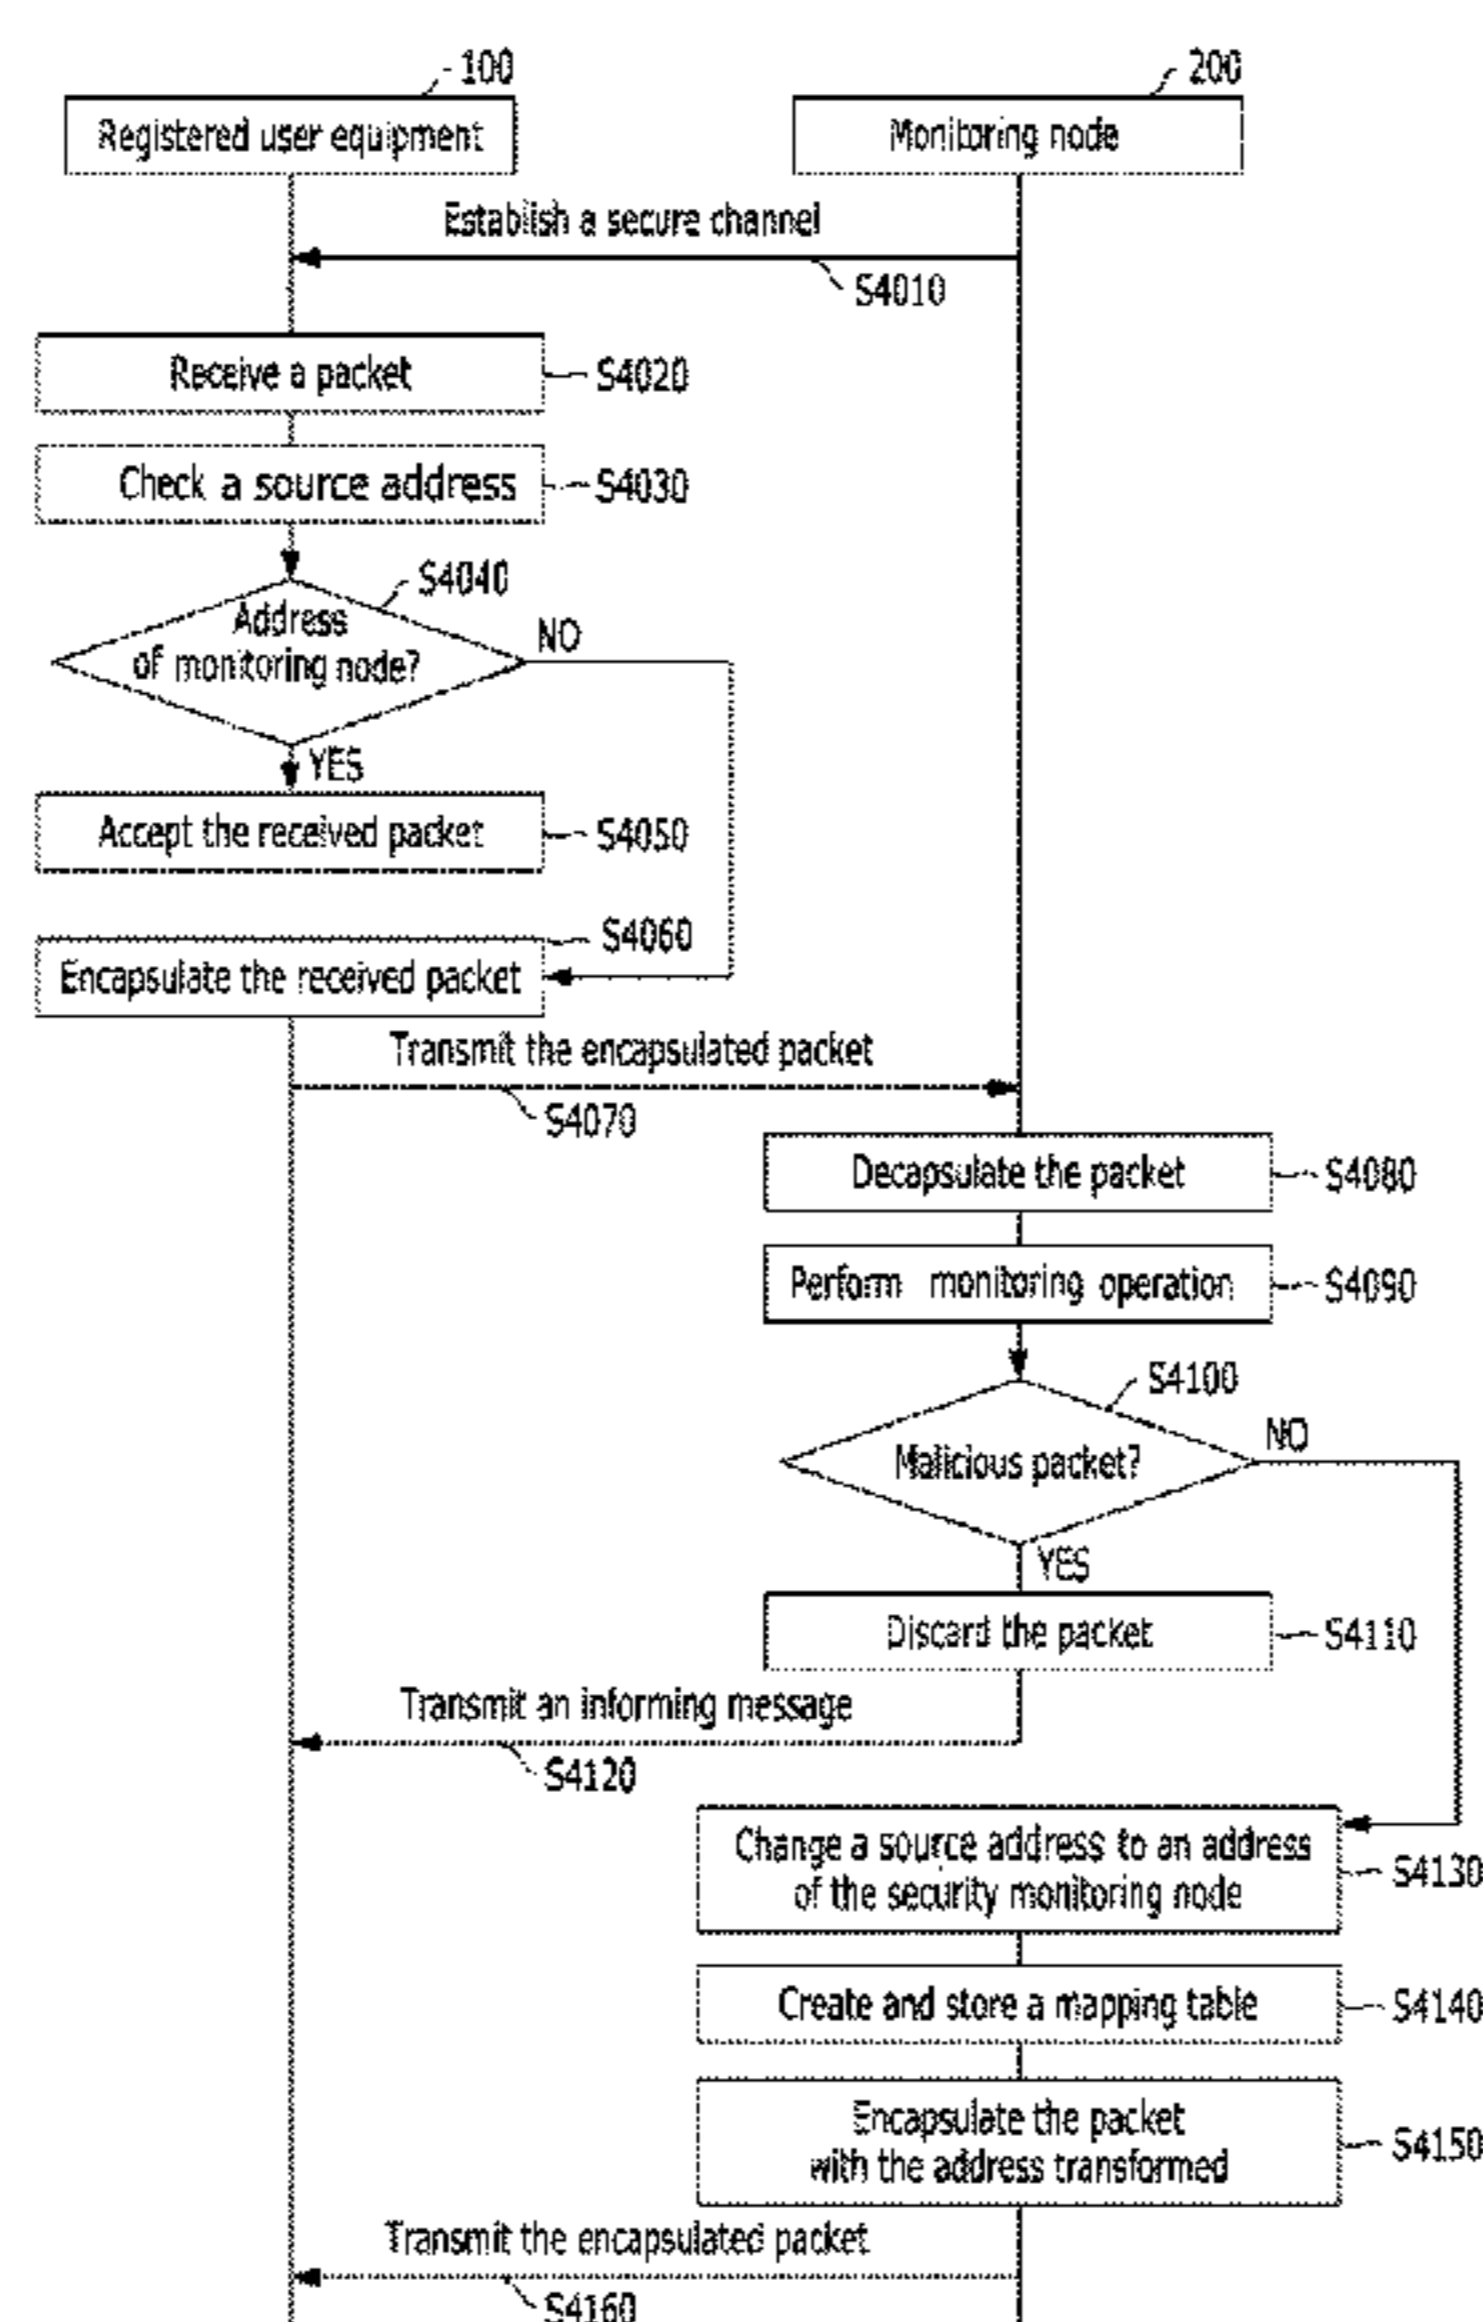 100
200
Registered user equipment
Monitoring node
Establish a secure channel
S4010
Receive a packet
S4020
Check a source address
S4030
S4040
Address
of monitoring node?
NO
YES
Accept the received packet
S4050
S4060
Encapsulate the received packet
Transmit the encapsulated packet
S4070
Decapsulate the packet
S4080
Perform monitoring operation
S4090
S4100
Malicious packet?
NO
YES
Discard the packet
S4110
Transmit an informing message
S4120
Change a source address to an address
of the security monitoring node
S4130
Create and store a mapping table
S4140
Encapsulate the packet
with the address transformed
S4150
Transmit the encapsulated packet
S4160